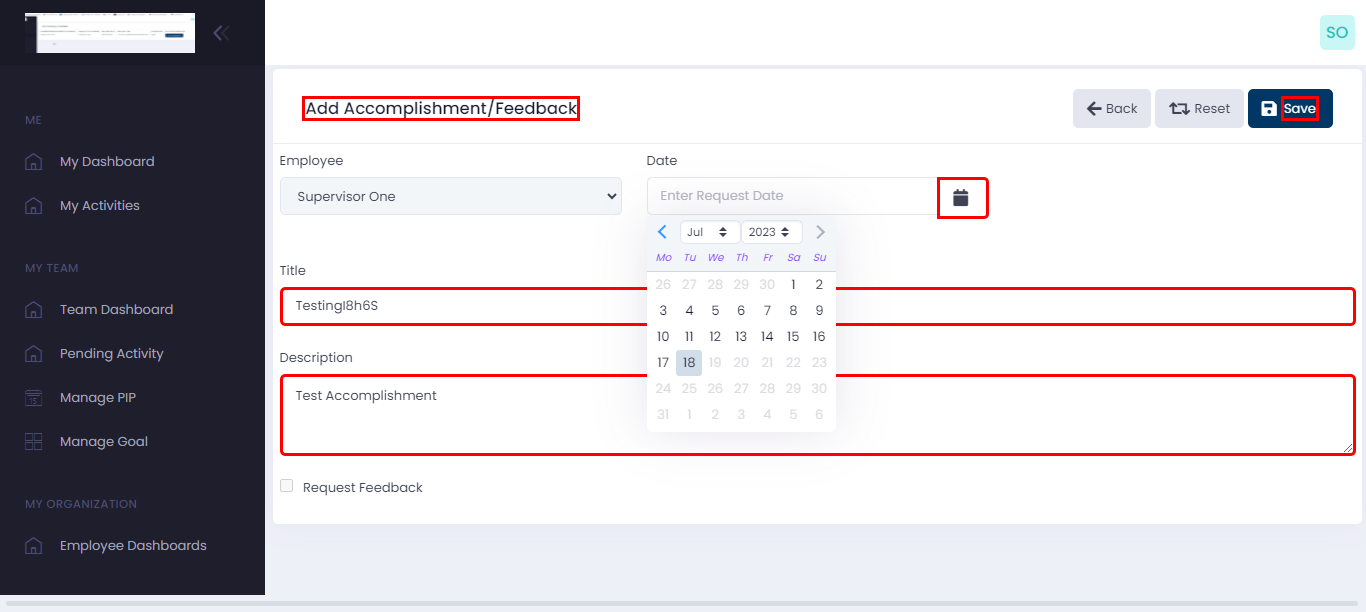 SO
Add Accomplishment/Feedback
Back
Reset
Save
ME
My Dashboard
My Activities
MY TEAM
Team Dashboard
Pending Activity
Manage PIP
Manage Goal
MY ORGANIZATION
Employee Dashboards
Employee
Supervisor One
Date
Enter Request Date
Jul 2023
Mo Tu We Th Fr Sa Su
26 27 28 29 30 1 2
3 4 5 6 7 8 9
10 11 12 13 14 15 16
17 18 19 20 21 22 23
24 25 26 27 28 29 30
31 1 2 3 4 5 6
Title
TestingI8h6S
Description
Test Accomplishment
Request Feedback